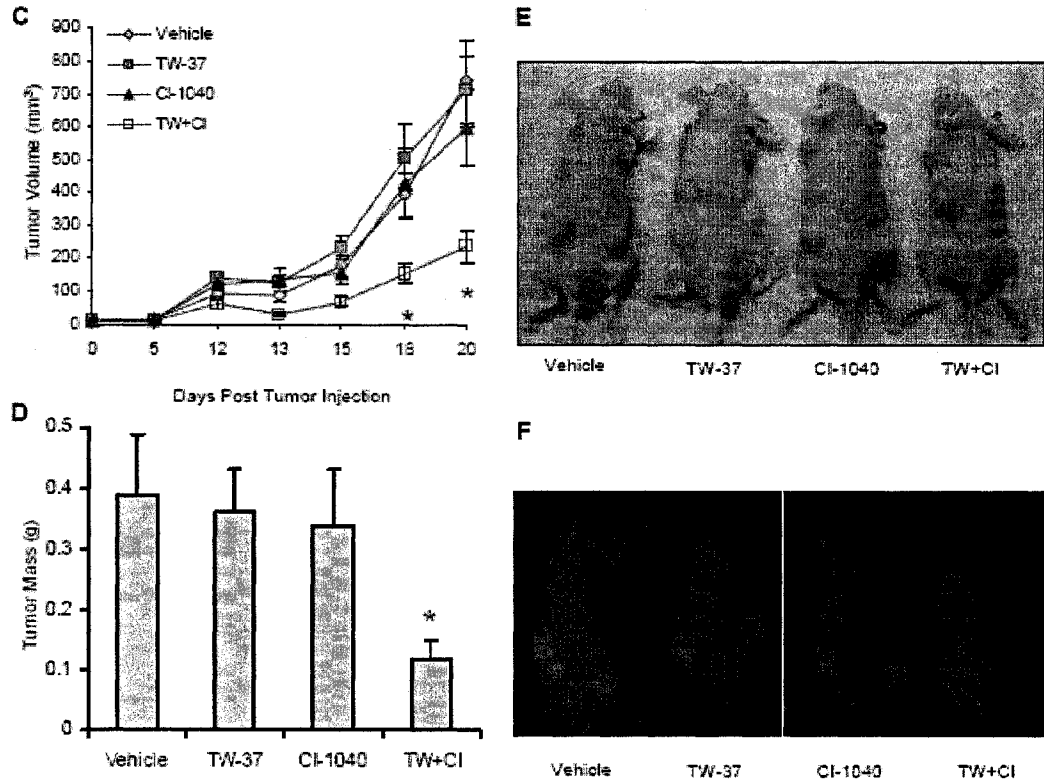 C
900
800
700
600
500
400
300
200
100
0
Tumor Volume (mm³)
Vehicle
TW-37
CI-1040
TW+CI
*
*
0 6 12 13 15 18 20
Days Post Tumor Injection
D
0.5
0.4
0.3
0.2
0.1
0
Tumor Mass (g)
*
Vehicle TW-37 CI-1040 TW+CI
E
Vehicle TW-37 CI-1040 TW+CI
F
Vehicle TW-37 CI-1040 TW+CI